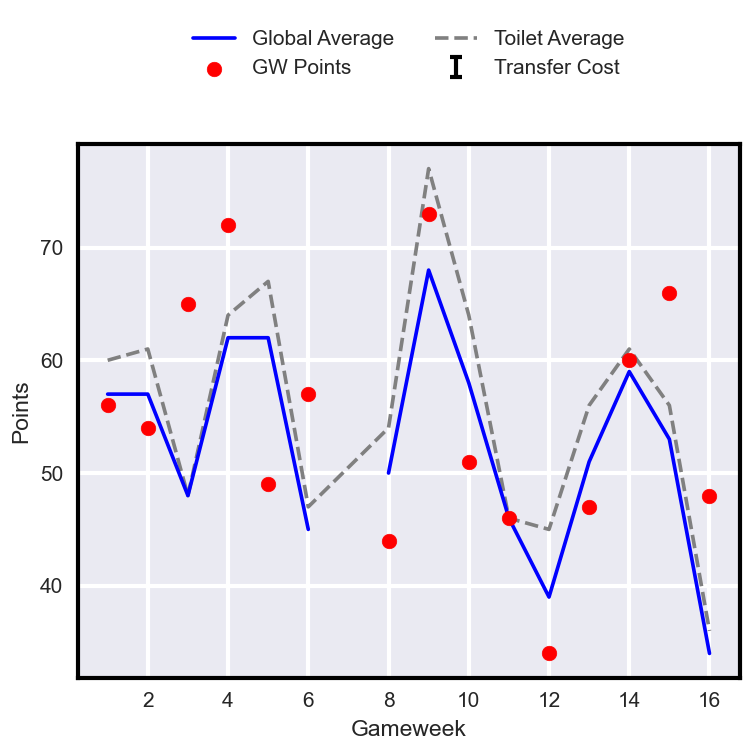 Global Average
Toilet Average
GW Points
Transfer Cost
Points
70
60
50
40
2 4 6 8 10 12 14 16
Gameweek